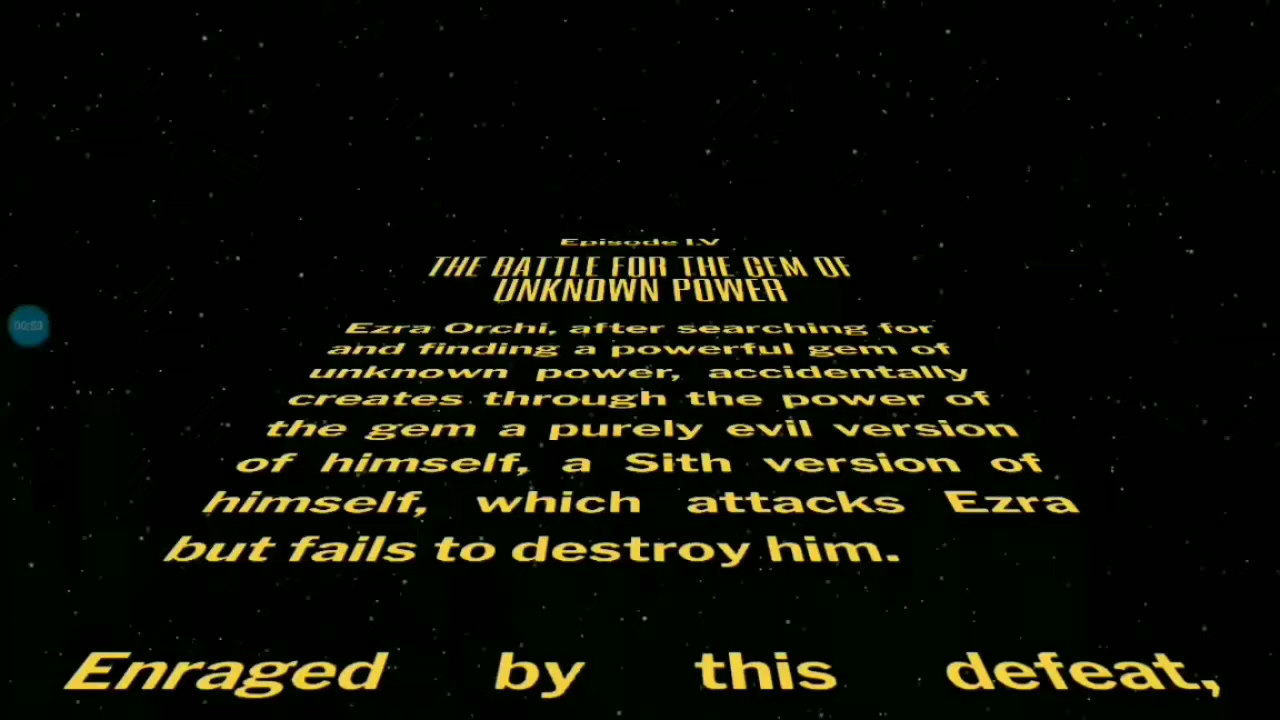 00:53
Episode I.V
THE BATTLE FOR THE GEM OF
UNKNOWN POWER
Ezra Orchi, after searching for
and finding a powerful gem of
unknown power, accidentally
creates through the power of
the gem a purely evil version
of himself, a Sith version of
himself, which attacks Ezra
but fails to destroy him.
Enraged by this defeat,